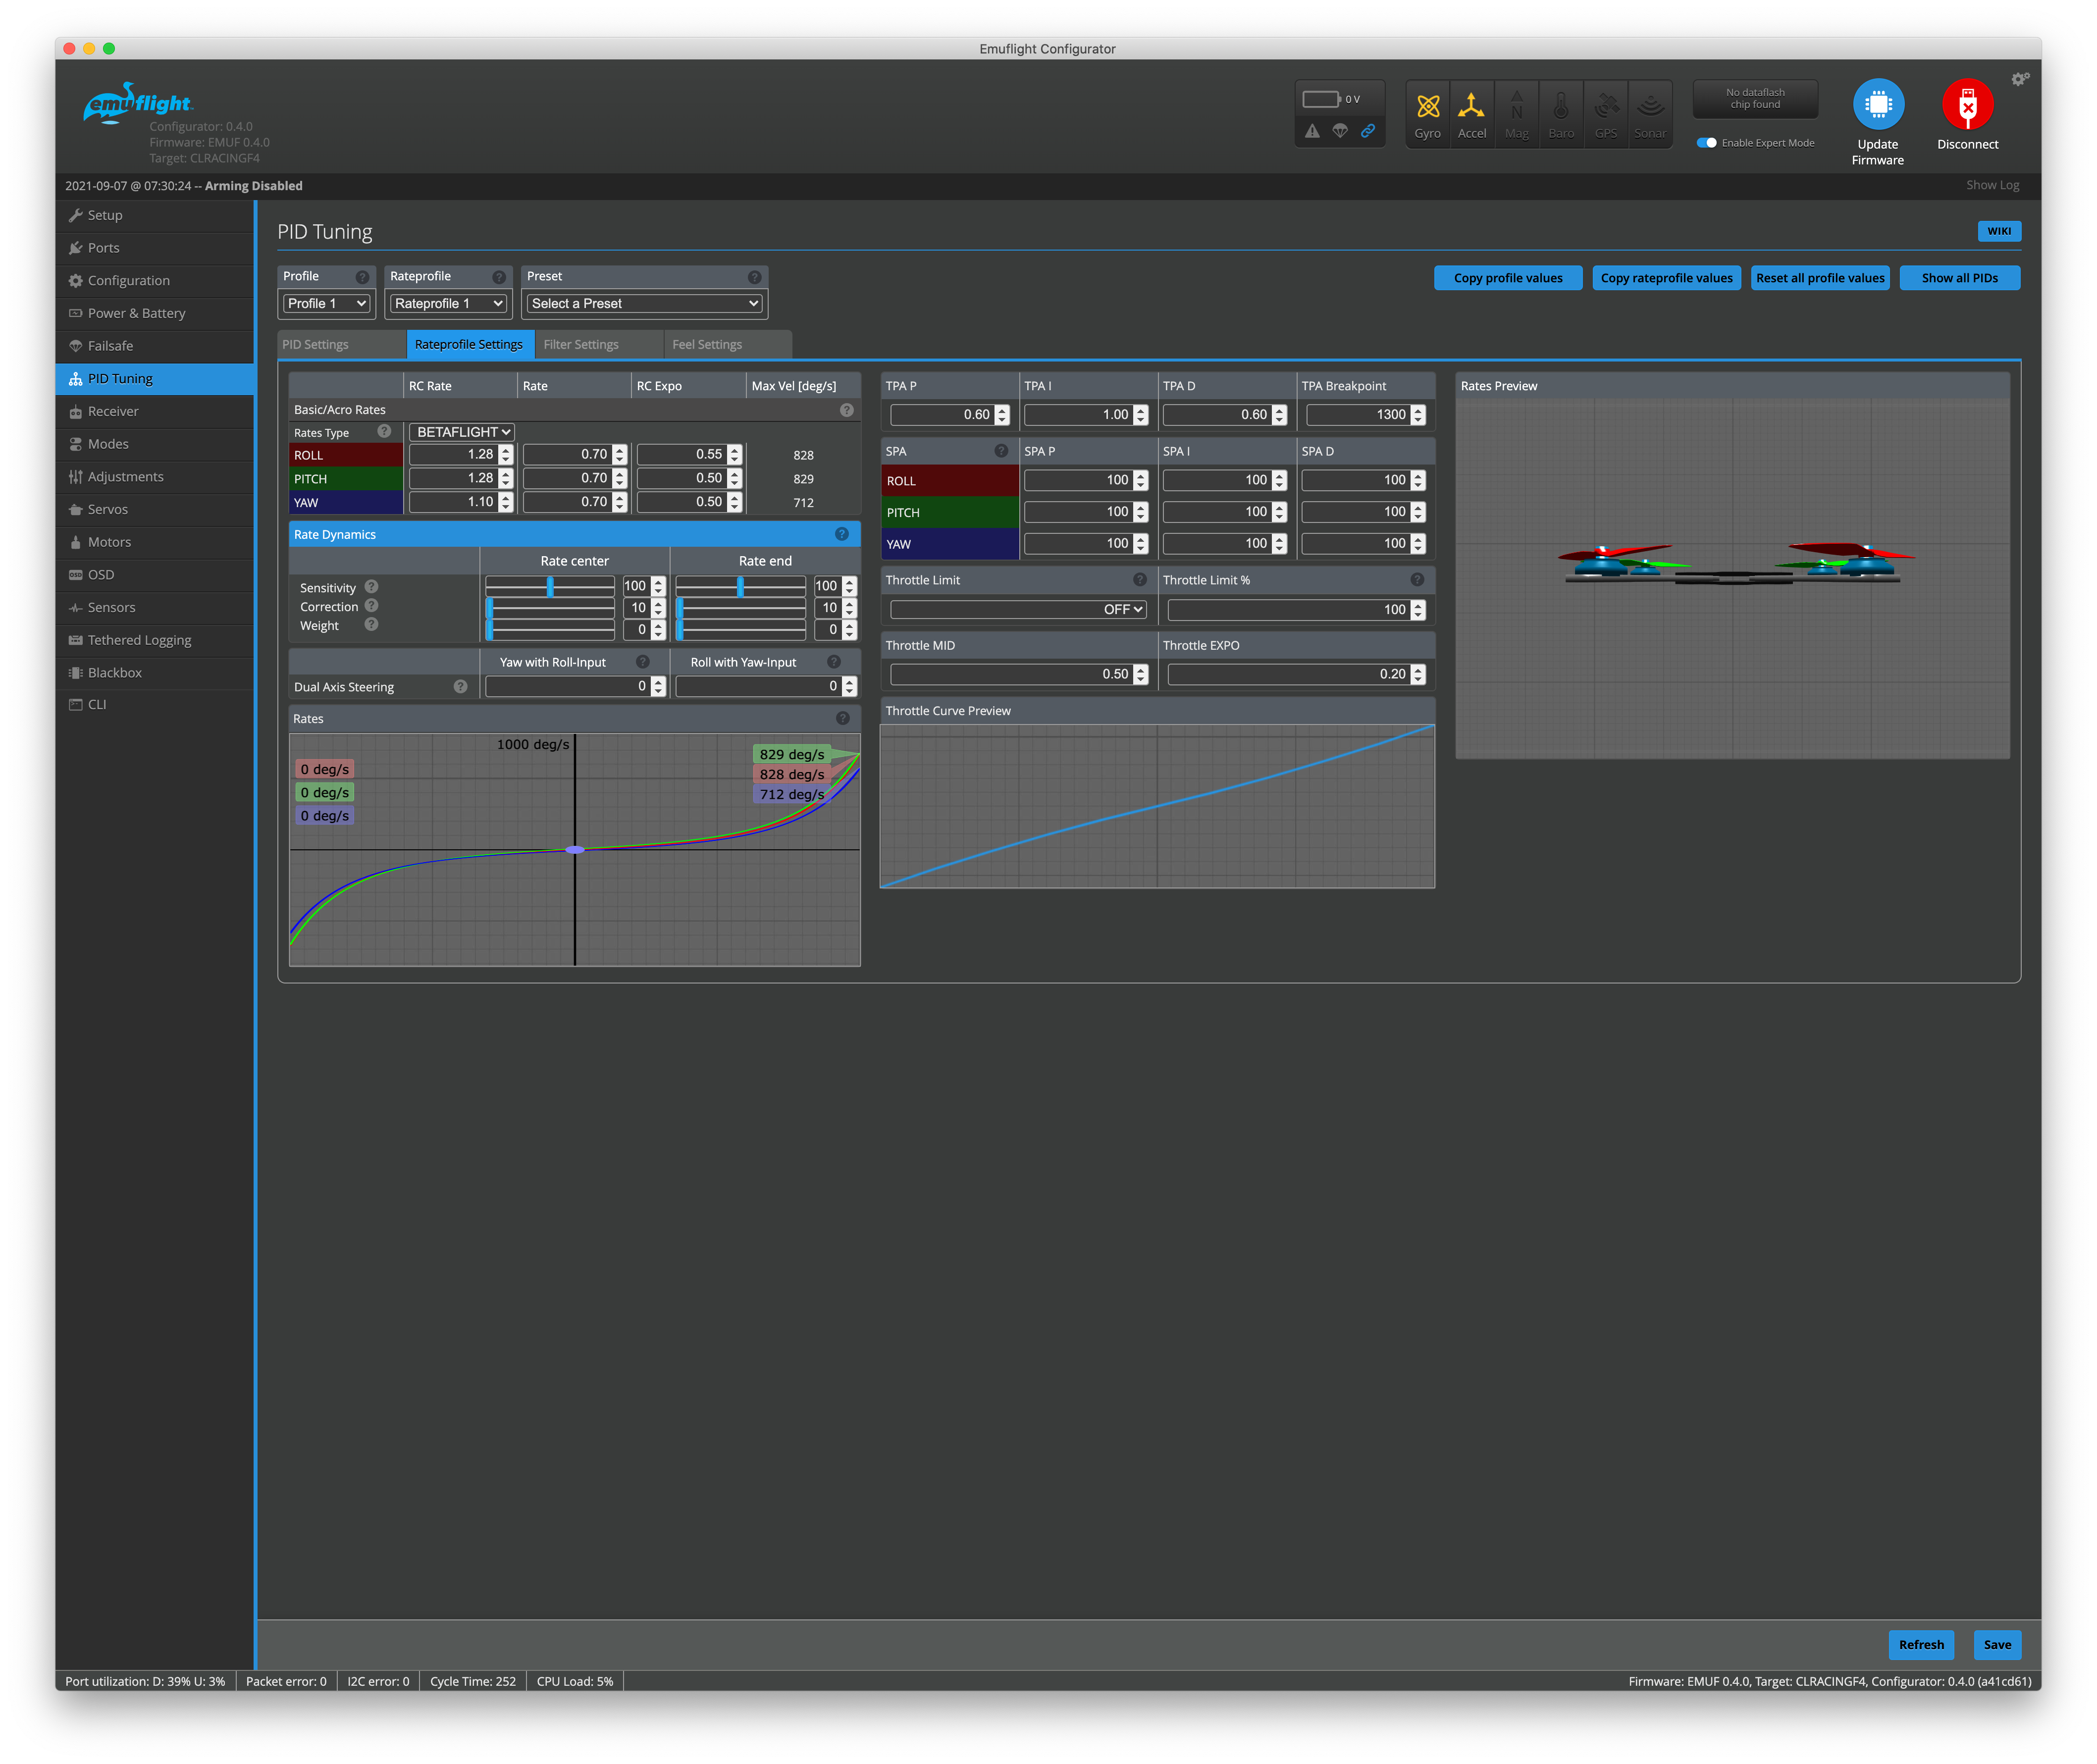 Emuflight Configurator
emuflight
Configurator: 0.4.0
Firmware: EMUF 0.4.0
Target: CLRACINGF4
0 V
Gyro Accel Mag Baro GPS Sonar
No dataflash
chip found
Enable Expert Mode
Update
Firmware
Disconnect
2021-09-07 @ 07:30:24 -- Arming Disabled
Show Log
Setup
Ports
Configuration
Power & Battery
Failsafe
PID Tuning
Receiver
Modes
Adjustments
Servos
Motors
OSD
Sensors
Tethered Logging
Blackbox
CLI
PID Tuning
WIKI
Profile Rateprofile Preset
Profile 1 Rateprofile 1 Select a Preset
Copy profile values Copy rateprofile values Reset all profile values Show all PIDs
PID Settings Rateprofile Settings Filter Settings Feel Settings
RC Rate Rate RC Expo Max Vel [deg/s]
Basic/Acro Rates
Rates Type BETAFLIGHT
ROLL 1.28 0.70 0.55 828
PITCH 1.28 0.70 0.50 829
YAW 1.10 0.70 0.50 712
Rate Dynamics
Rate center Rate end
Sensitivity 100 100
Correction 10 10
Weight 0 0
Yaw with Roll-Input Roll with Yaw-Input
Dual Axis Steering 0 0
Rates
1000 deg/s
0 deg/s
0 deg/s
0 deg/s
829 deg/s
828 deg/s
712 deg/s
TPA P TPA I TPA D TPA Breakpoint
0.60 1.00 0.60 1300
SPA SPA P SPA I SPA D
ROLL 100 100 100
PITCH 100 100 100
YAW 100 100 100
Throttle Limit Throttle Limit %
OFF 100
Throttle MID Throttle EXPO
0.50 0.20
Throttle Curve Preview
Rates Preview
Refresh Save
Port utilization: D: 39% U: 3% Packet error: 0 I2C error: 0 Cycle Time: 252 CPU Load: 5%
Firmware: EMUF 0.4.0, Target: CLRACINGF4, Configurator: 0.4.0 (a41cd61)